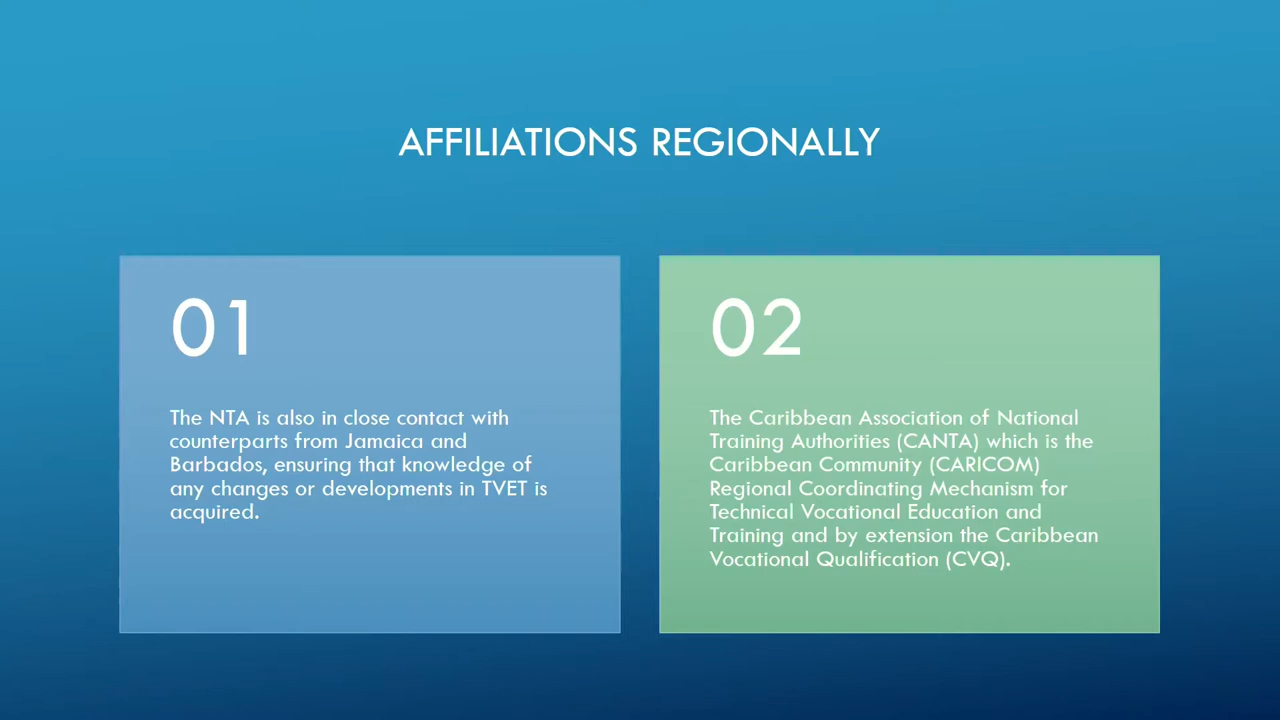 AFFILIATIONS REGIONALLY
01
The NTA is also in close contact with
counterparts from Jamaica and
Barbados, ensuring that knowledge of
any changes or developments in TVET is
acquired.
02
The Caribbean Association of National
Training Authorities (CANTA) which is the
Caribbean Community (CARICOM)
Regional Coordinating Mechanism for
Technical Vocational Education and
Training and by extension the Caribbean
Vocational Qualification (CVQ).